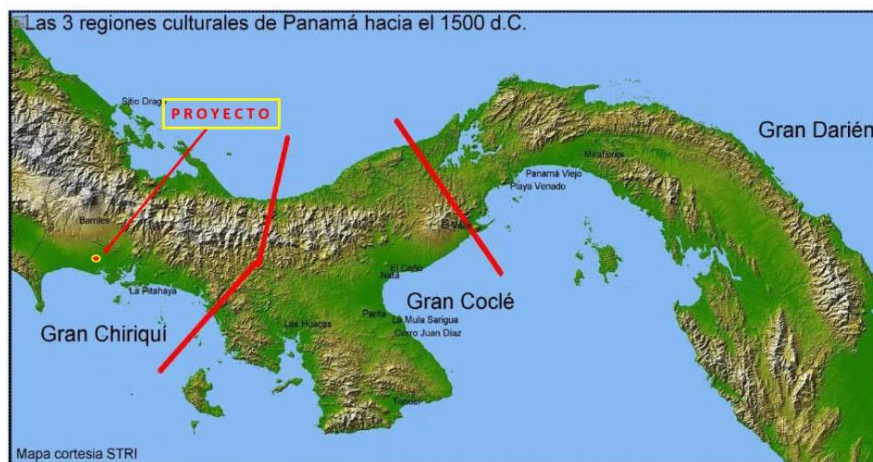 Las 3 regiones culturales de Panamá hacia el 1500 d.C.
Sitio Drago
PROYECTO
Gran Darién
Miraflores
Panamá Viejo
Playa Venado
Barriles
El Caño
Natá
La Pitahaya
Gran Coclé
Gran Chiriquí
Las Huacas
Parita
La Mula Sarigua
Cerro Juan Díaz
Mapa cortesia STRI